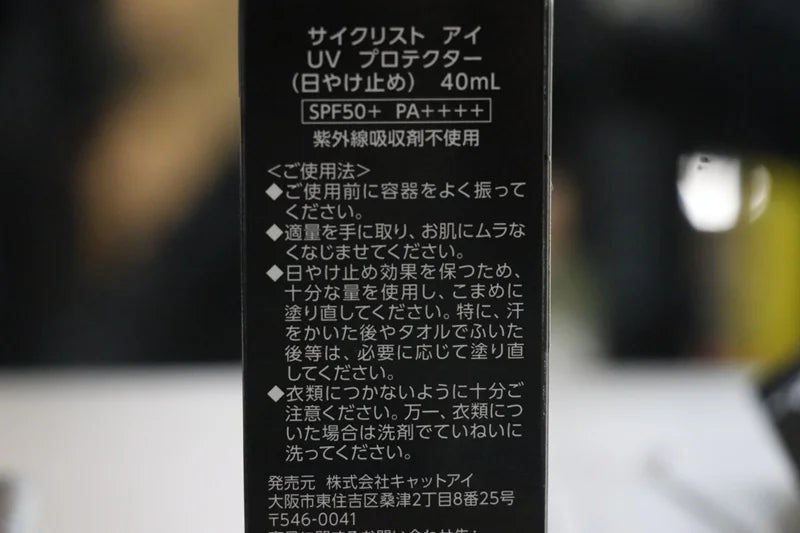 サイクリスト アイ
UV プロテクター
(日やけ止め) 40mL
SPF50+ PA++++
紫外線吸収剤不使用
＜ご使用法＞
◆ご使用前に容器をよく振って
ください。
◆適量を手に取り、お肌にムラな
くなじませてください。
◆日やけ止め効果を保つため、
十分な量を使用し、こまめに
塗り直してください。特に、汗
をかいた後やタオルでふいた
後等は、必要に応じて塗り直
してください。
◆衣類につかないように十分ご
注意ください。万一、衣類につ
いた場合は洗剤でていねいに
洗ってください。
発売元 株式会社キャットアイ
大阪市東住吉区桑津2丁目8番25号
〒546-0041